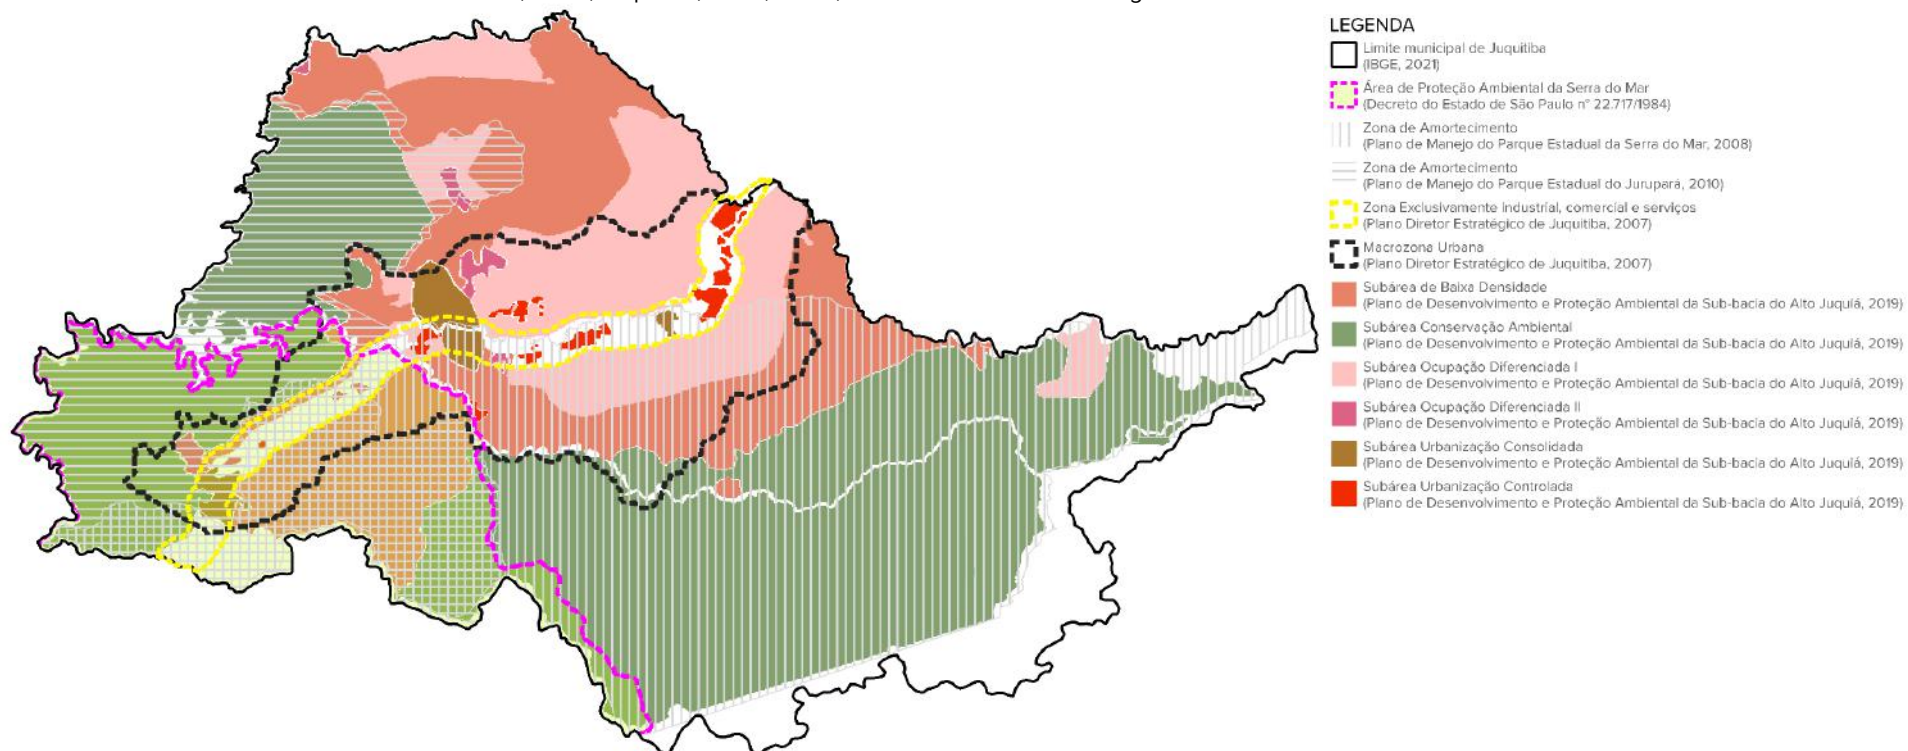 LEGENDA
Limite municipal de Juquitiba
(IBGE, 2021)
Área de Proteção Ambiental da Serra do Mar
(Decreto do Estado de São Paulo n° 22.717/1984)
Zona de Amortecimento
(Plano de Manejo do Parque Estadual da Serra do Mar, 2008)
Zona de Amortecimento
(Plano de Manejo do Parque Estadual do Jurupará, 2010)
Zona Exclusivamente Industrial, comercial e serviços
(Plano Diretor Estratégico de Juquitiba, 2007)
Macrozona Urbana
(Plano Diretor Estratégico de Juquitiba, 2007)
Subárea de Baixa Densidade
(Plano de Desenvolvimento e Proteção Ambiental da Sub-bacia do Alto Juquiá, 2019)
Subárea Conservação Ambiental
(Plano de Desenvolvimento e Proteção Ambiental da Sub-bacia do Alto Juquiá, 2019)
Subárea Ocupação Diferenciada I
(Plano de Desenvolvimento e Proteção Ambiental da Sub-bacia do Alto Juquiá, 2019)
Subárea Ocupação Diferenciada II
(Plano de Desenvolvimento e Proteção Ambiental da Sub-bacia do Alto Juquiá, 2019)
Subárea Urbanização Consolidada
(Plano de Desenvolvimento e Proteção Ambiental da Sub-bacia do Alto Juquiá, 2019)
Subárea Urbanização Controlada
(Plano de Desenvolvimento e Proteção Ambiental da Sub-bacia do Alto Juquiá, 2019)